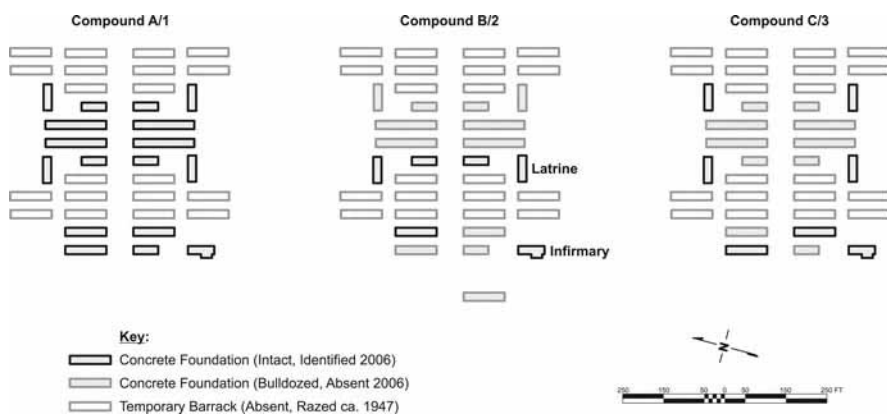 Compound A/1
Compound B/2
Compound C/3
Latrine
Infirmary
Key:
Concrete Foundation (Intact, Identified 2006)
Concrete Foundation (Bulldozed, Absent 2006)
Temporary Barrack (Absent, Razed ca. 1947)
N
250 150 50 0 50 150 250 FT